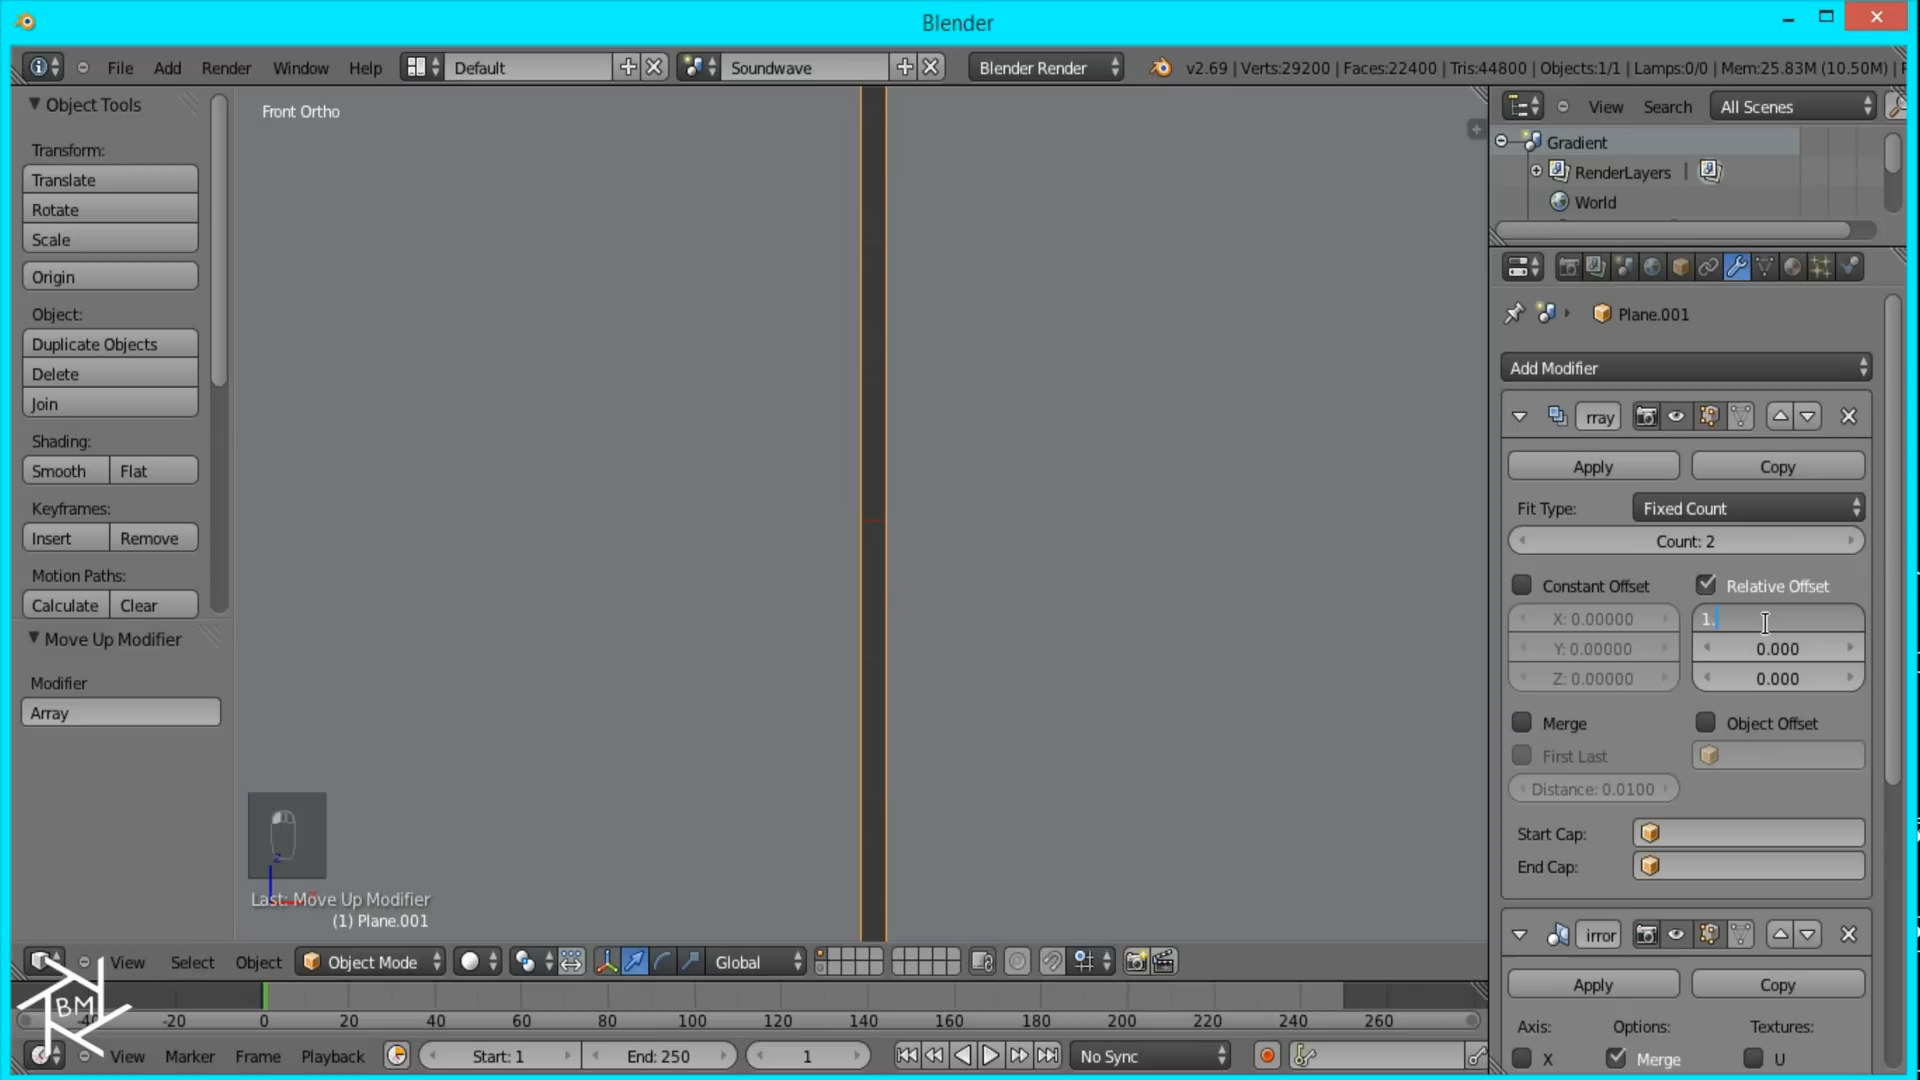 Blender
File Add Render Window Help Default Soundwave Blender Render v2.69 | Verts:29200 | Faces:22400 | Tris:44800 | Objects:1/1 | Lamps:0/0 | Mem:25.83M (10.50M) |
Object Tools
Transform:
Translate
Rotate
Scale
Origin
Object:
Duplicate Objects
Delete
Join
Shading:
Smooth Flat
Keyframes:
Insert Remove
Motion Paths:
Calculate Clear
Move Up Modifier
Modifier
Array
Front Ortho
z
Last: Move Up Modifier
(1) Plane.001
View Search All Scenes
Gradient
RenderLayers |
World
Plane.001
Add Modifier
rray
Apply Copy
Fit Type: Fixed Count
Count: 2
Constant Offset Relative Offset
X: 0.00000 1.
Y: 0.00000 0.000
Z: 0.00000 0.000
Merge Object Offset
First Last
Distance: 0.0100
Start Cap:
End Cap:
irror
Apply Copy
Axis: Options: Textures:
X Merge U
View Select Object Object Mode Global
-40 -20 0 20 40 60 80 100 120 140 160 180 200 220 240 260
View Marker Frame Playback Start: 1 End: 250 1 No Sync
BM